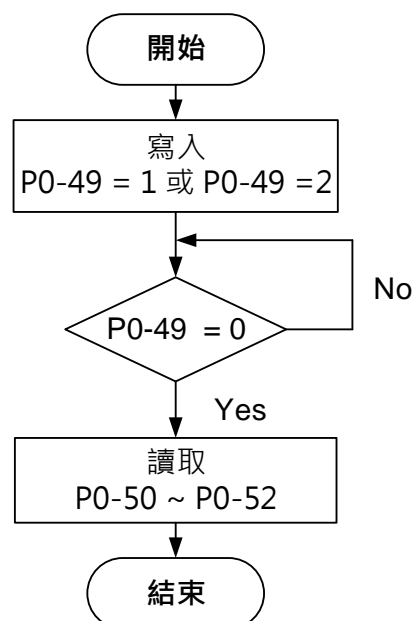 開始
寫入
P0-49 = 1 或 P0-49 =2
No
P0-49 = 0
Yes
讀取
P0-50 ~ P0-52
結束